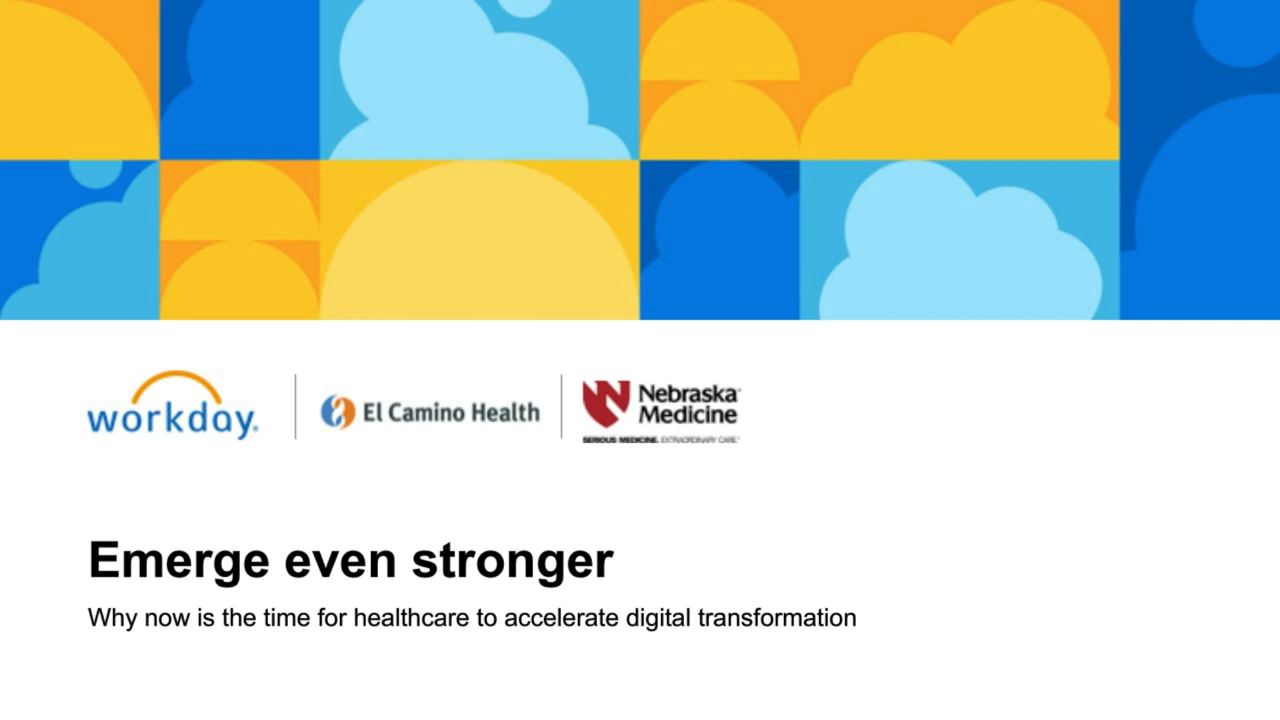 workday.
El Camino Health
Nebraska
Medicine
SERIOUS MEDICINE. EXTRAORDINARY CARE.
Emerge even stronger
Why now is the time for healthcare to accelerate digital transformation